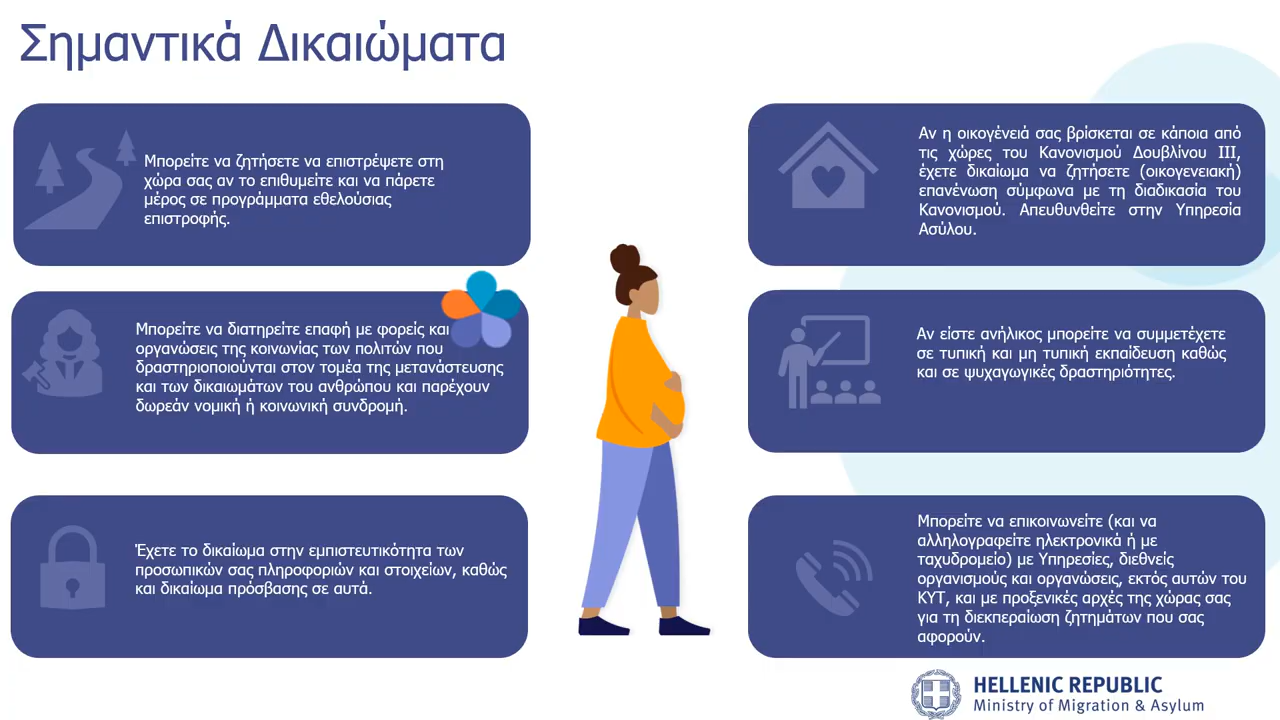 Σημαντικά Δικαιώματα
Μπορείτε να ζητήσετε να επιστρέψετε στη
χώρα σας αν το επιθυμείτε και να πάρετε
μέρος σε προγράμματα εθελούσιας
επιστροφής.
Μπορείτε να διατηρείτε επαφή με φορείς και
οργανώσεις της κοινωνίας των πολιτών που
δραστηριοποιούνται στον τομέα της μετανάστευσης
και των δικαιωμάτων του ανθρώπου και παρέχουν
δωρεάν νομική ή κοινωνική συνδρομή.
Έχετε το δικαίωμα στην εμπιστευτικότητα των
προσωπικών σας πληροφοριών και στοιχείων, καθώς
και δικαίωμα πρόσβασης σε αυτά.
Αν η οικογένειά σας βρίσκεται σε κάποια από
τις χώρες του Κανονισμού Δουβλίνου ΙΙΙ,
έχετε δικαίωμα να ζητήσετε (οικογενειακή)
επανένωση σύμφωνα με τη διαδικασία του
Κανονισμού. Απευθυνθείτε στην Υπηρεσία
Ασύλου.
Αν είστε ανήλικος μπορείτε να συμμετέχετε
σε τυπική και μη τυπική εκπαίδευση καθώς
και σε ψυχαγωγικές δραστηριότητες.
Μπορείτε να επικοινωνείτε (και να
αλληλογραφείτε ηλεκτρονικά ή με
ταχυδρομείο) με Υπηρεσίες, διεθνείς
οργανισμούς και οργανώσεις, εκτός αυτών του
ΚΥΤ, και με προξενικές αρχές της χώρας σας
για τη διεκπεραίωση ζητημάτων που σας
αφορούν.
HELLENIC REPUBLIC
Ministry of Migration & Asylum